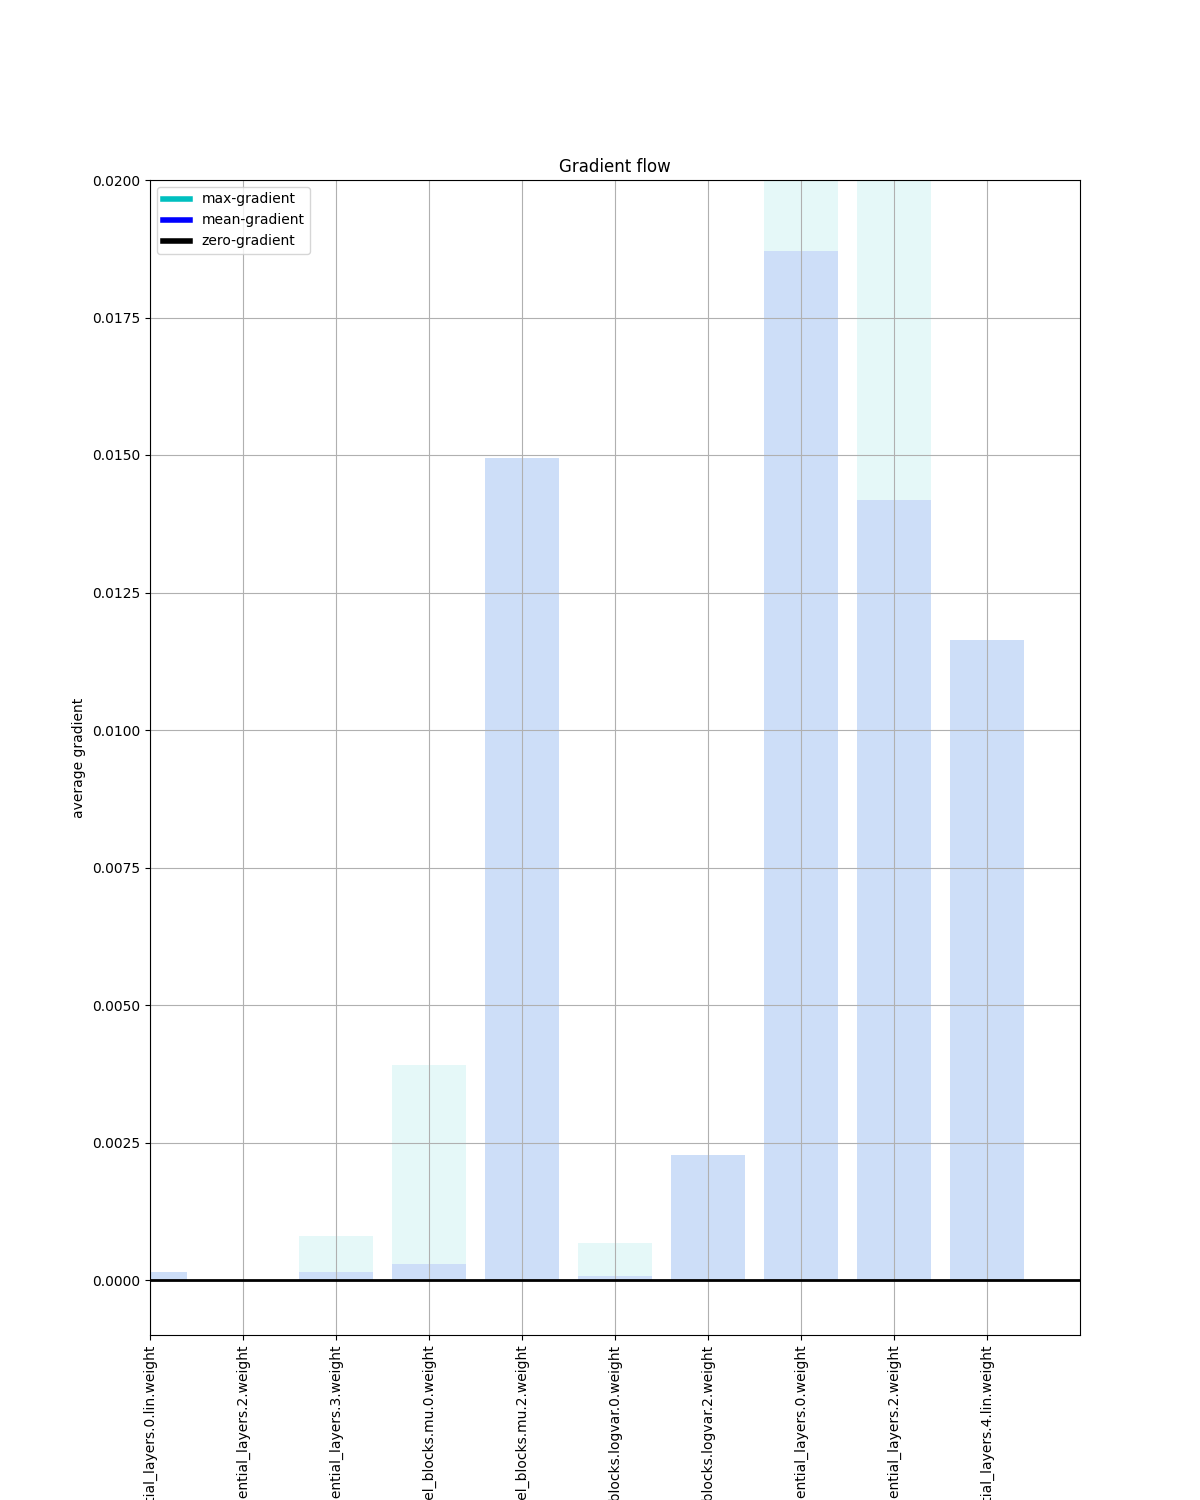 Gradient flow
max-gradient
mean-gradient
zero-gradient
0.0200
0.0175
0.0150
0.0125
0.0100
0.0075
0.0050
0.0025
0.0000
average gradient
tial_layers.0.lin.weight
ential_layers.2.weight
ential_layers.3.weight
el_blocks.mu.0.weight
el_blocks.mu.2.weight
blocks.logvar.0.weight
blocks.logvar.2.weight
ential_layers.0.weight
ential_layers.2.weight
tial_layers.4.lin.weight